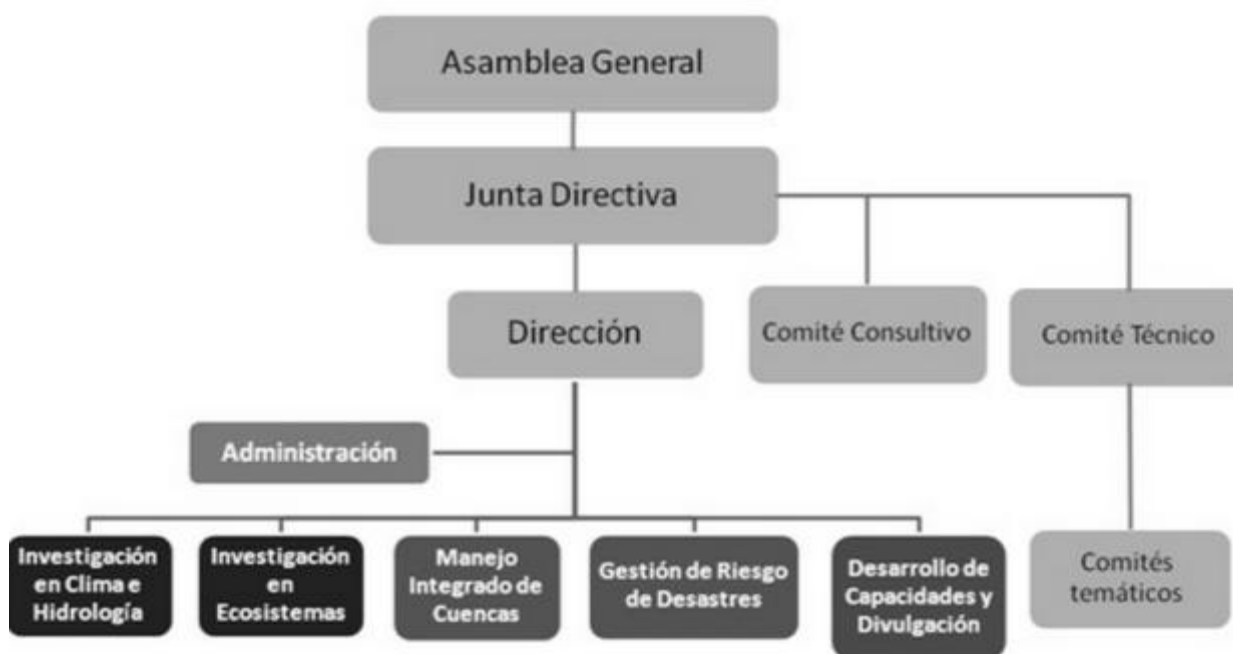 Asamblea General
Junta Directiva
Dirección
Comité Consultivo
Comité Técnico
Administración
Investigación
en Clima e
Hidrología
Investigación
en
Ecosistemas
Manejo
Integrado de
Cuencas
Gestión de Riesgo
de Desastres
Desarrollo de
Capacidades y
Divulgación
Comités
temáticos